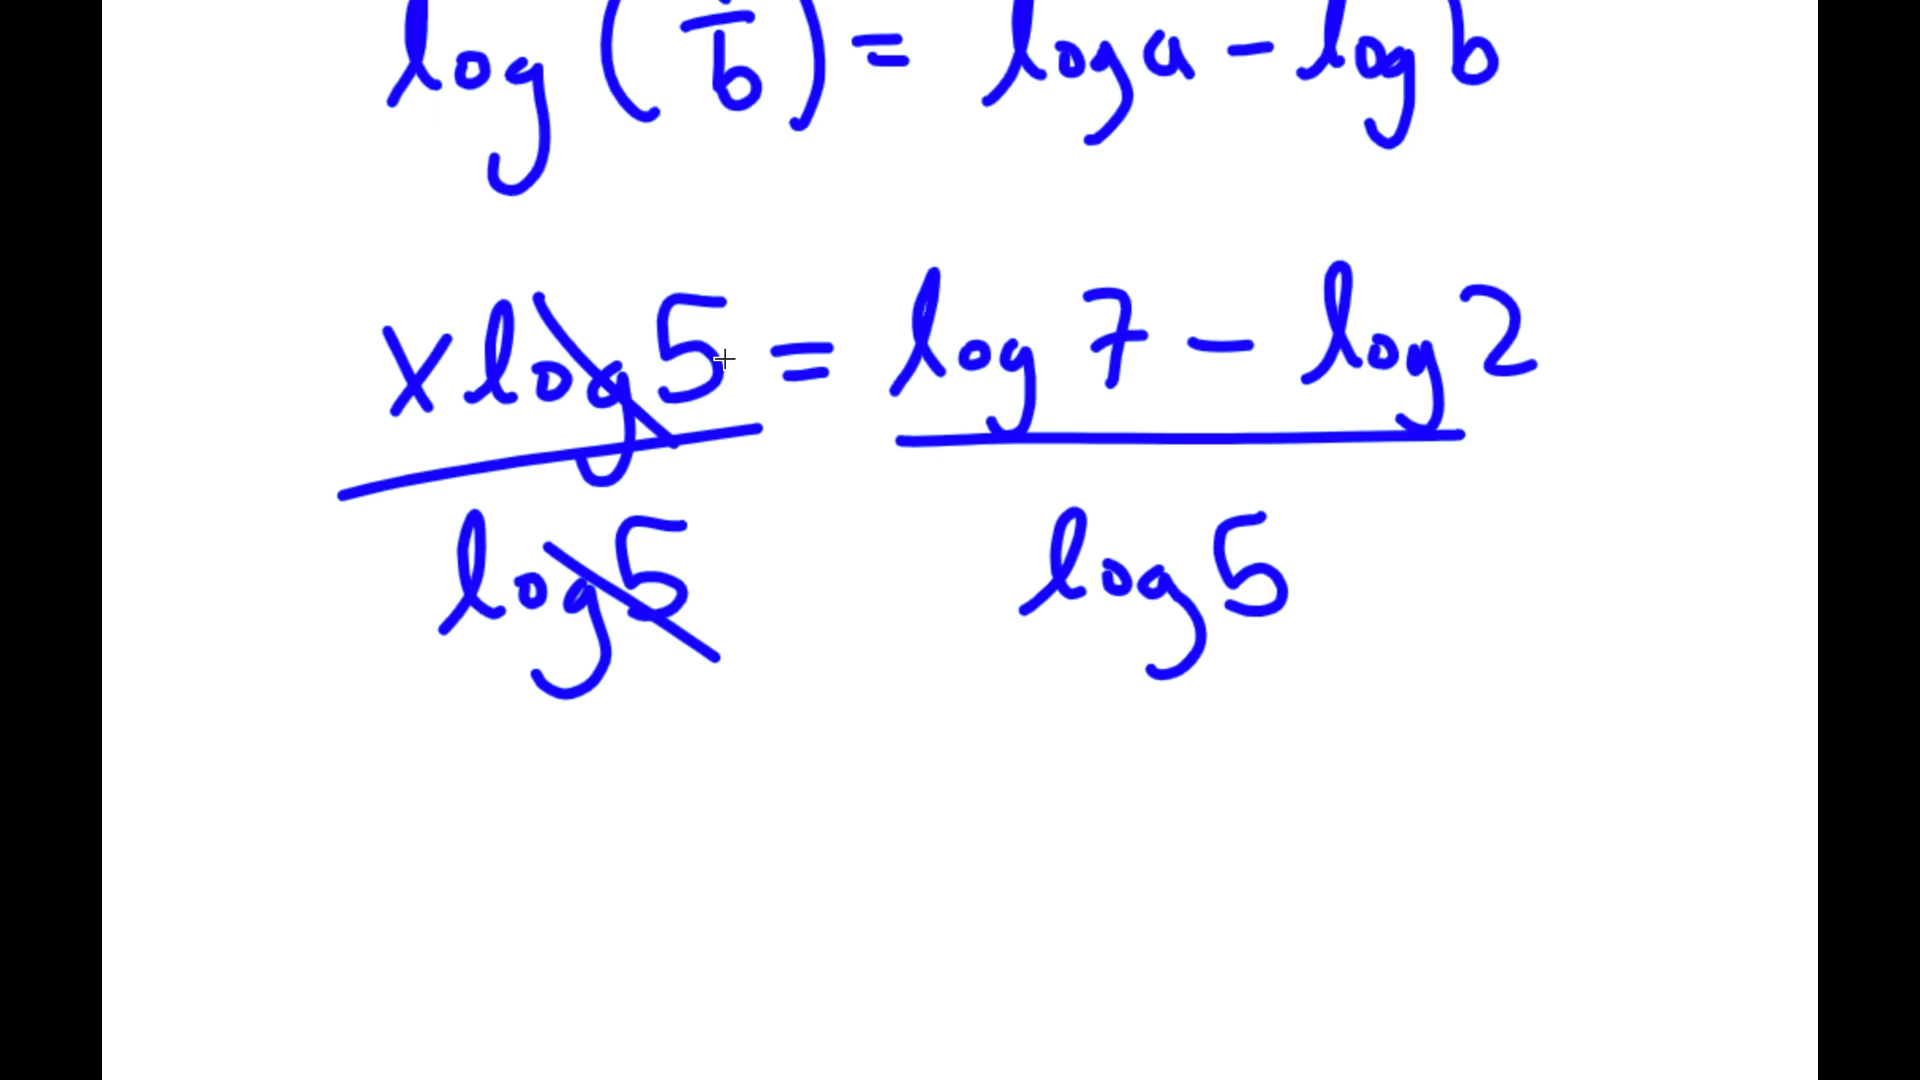 log ( /b) = log a - log b
x log 5 = log 7 - log 2
log 5 log 5